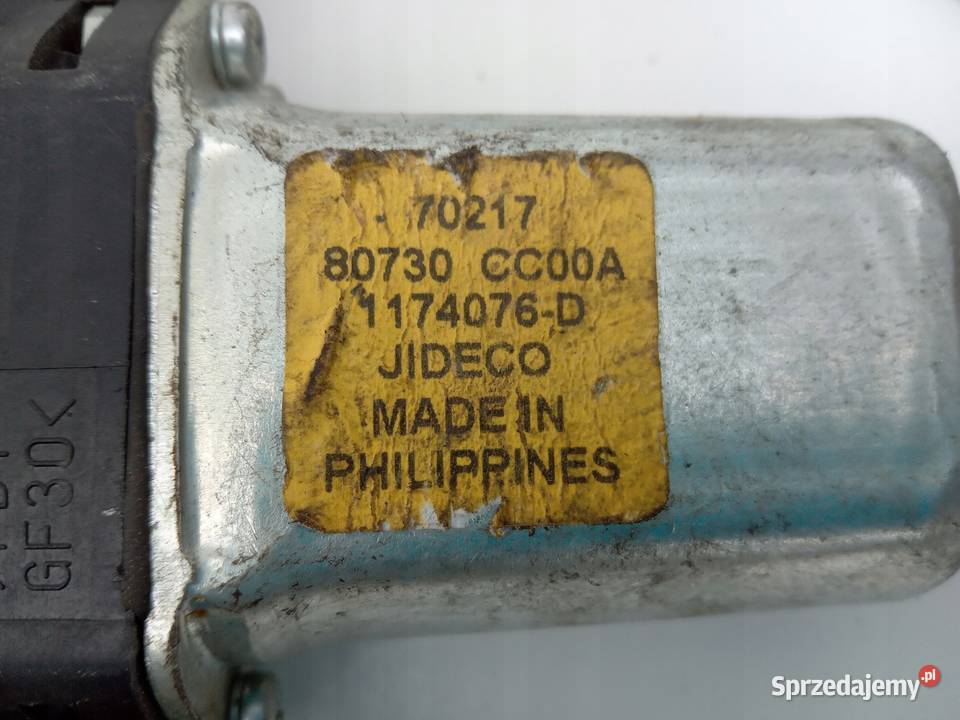 70217
80730 CC00A
1174076-D
JIDECO
MADE IN
PHILIPPINES
GF30<
Sprzedajemy.pl